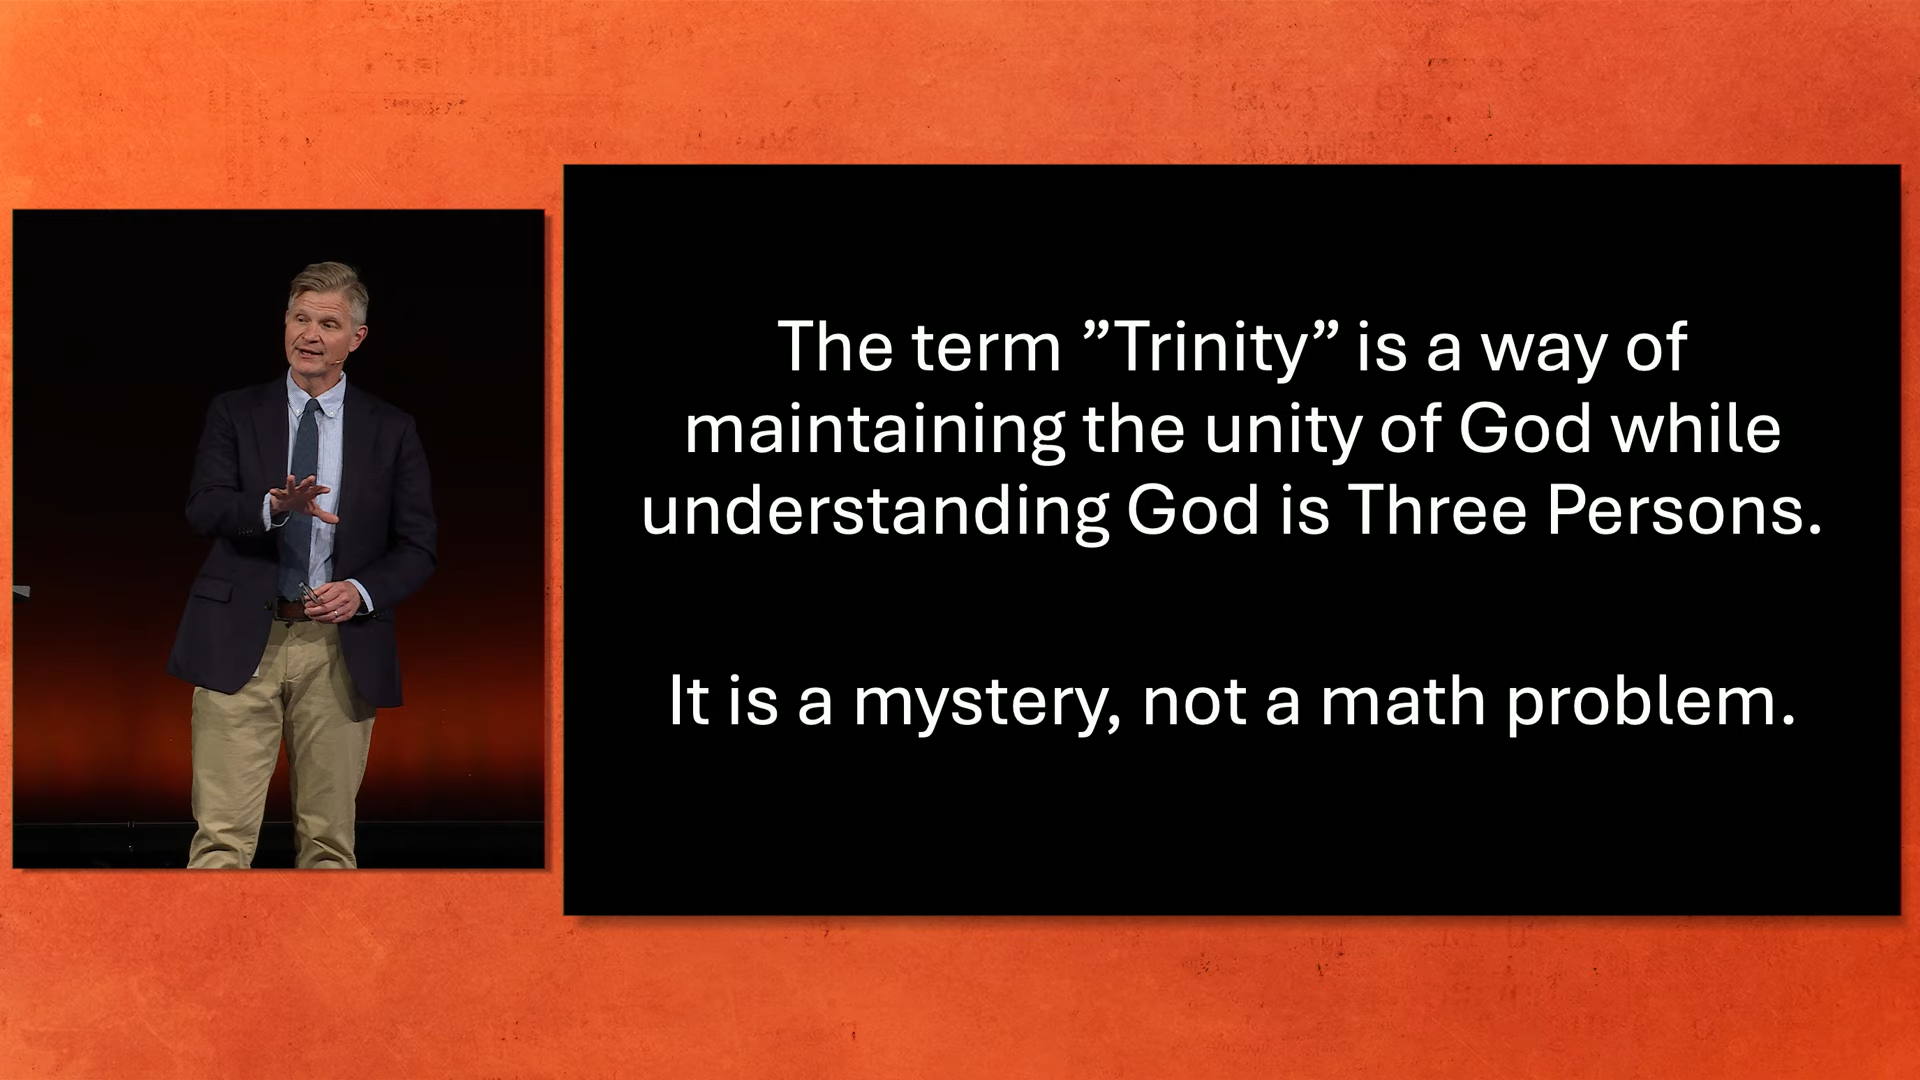 The term ”Trinity” is a way of
maintaining the unity of God while
understanding God is Three Persons.
It is a mystery, not a math problem.